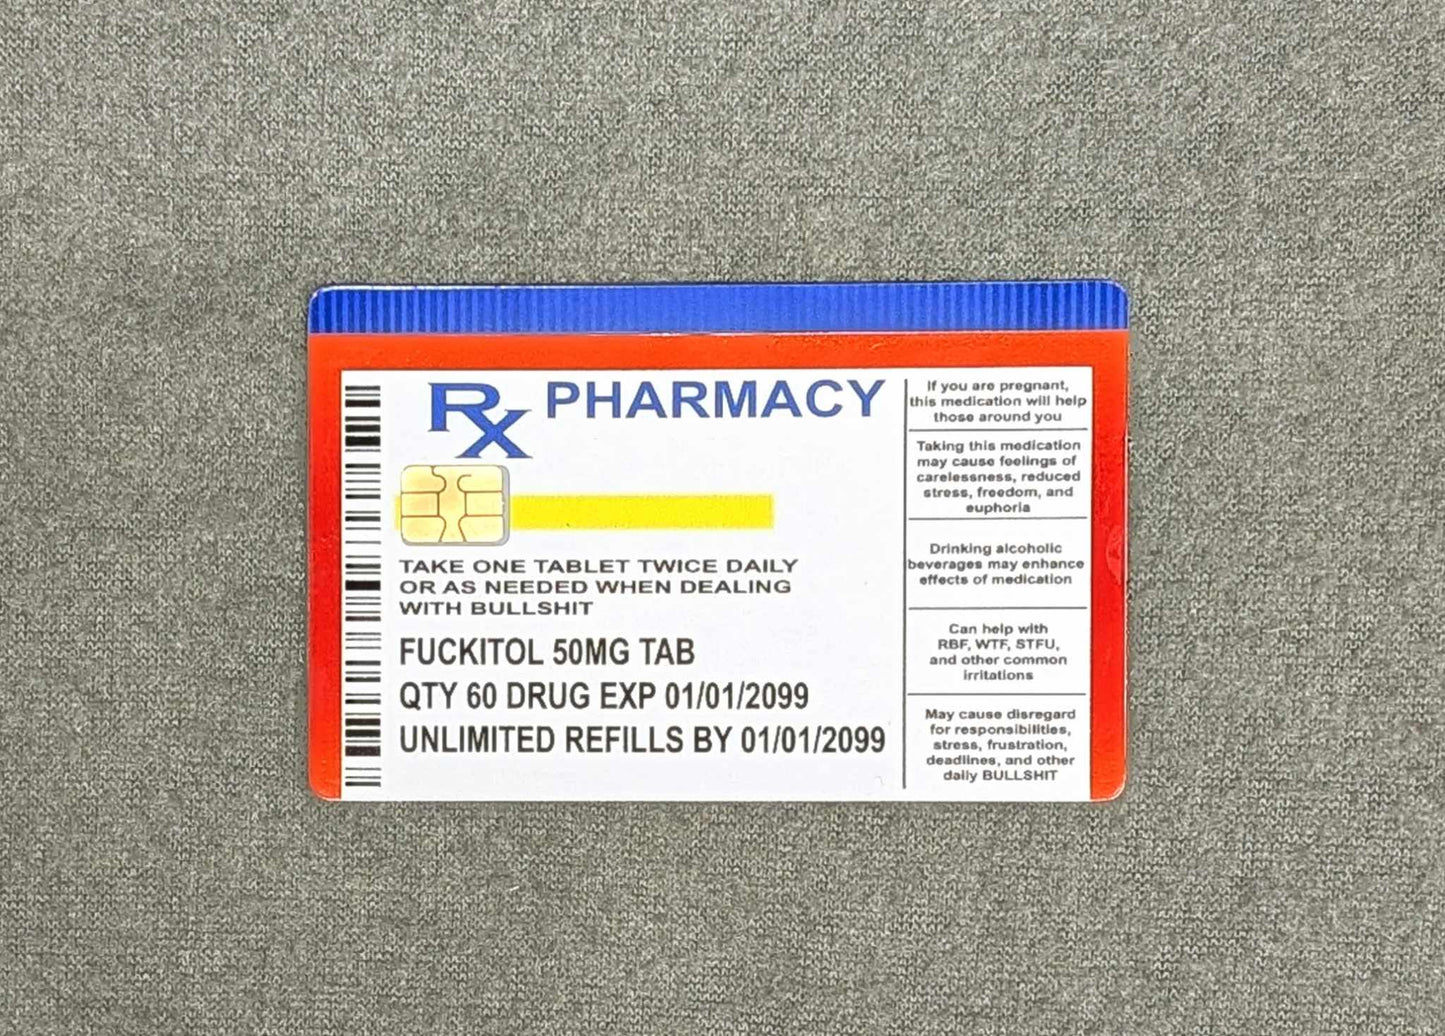 Rx PHARMACY
TAKE ONE TABLET TWICE DAILY
OR AS NEEDED WHEN DEALING
WITH BULLSHIT
FUCKITOL 50MG TAB
QTY 60 DRUG EXP 01/01/2099
UNLIMITED REFILLS BY 01/01/2099
If you are pregnant,
this medication will help
those around you
Taking this medication
may cause feelings of
carelessness, reduced
stress, freedom, and
euphoria
Drinking alcoholic
beverages may enhance
effects of medication
Can help with
RBF, WTF, STFU,
and other common
irritations
May cause disregard
for responsibilities,
stress, frustration,
deadlines, and other
daily BULLSHIT